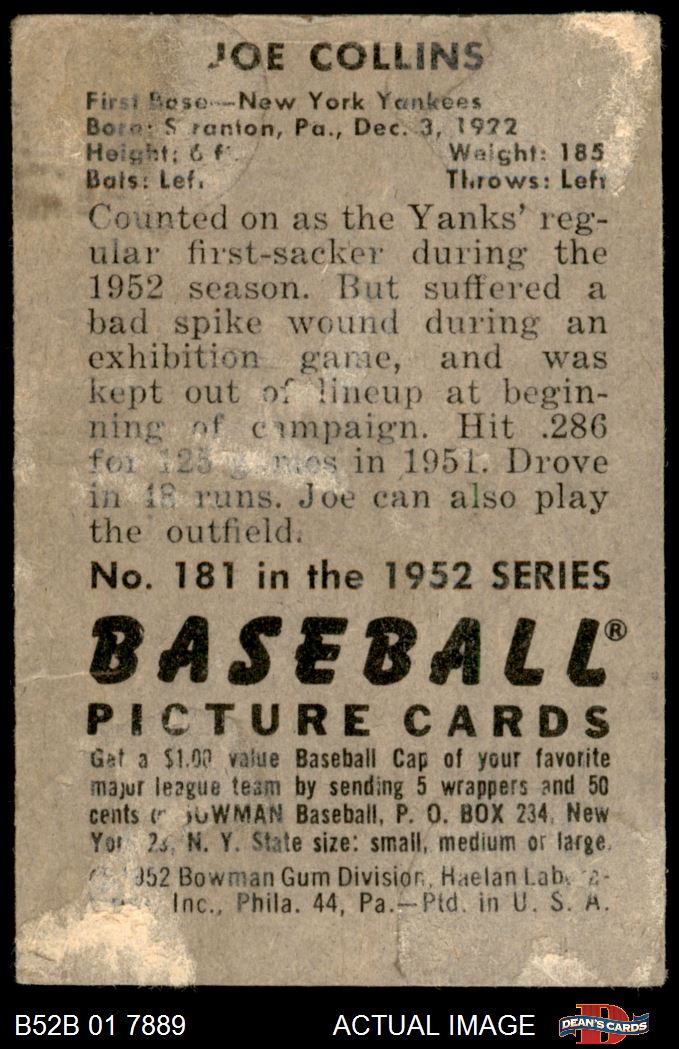 JOE COLLINS
First Base—New York Yankees
Born: Scranton, Pa., Dec. 3, 1922
Height: 6 ft. Weight: 185
Bats: Left Throws: Left
Counted on as the Yanks' reg-
ular first-sacker during the
1952 season. But suffered a
bad spike wound during an
exhibition game, and was
kept out of lineup at begin-
ning of campaign. Hit .286
for 125 games in 1951. Drove
in 48 runs. Joe can also play
the outfield.
No. 181 in the 1952 SERIES
BASEBALL®
PICTURE CARDS
Get a $1.00 value Baseball Cap of your favorite
major league team by sending 5 wrappers and 50
cents to BOWMAN Baseball, P. O. BOX 234, New
York 23, N. Y. State size: small, medium or large.
© 1952 Bowman Gum Division, Haelan Labora-
Inc., Phila. 44, Pa.—Ptd. in U. S. A.
B52B 01 7889 ACTUAL IMAGE DEAN'S CARDS